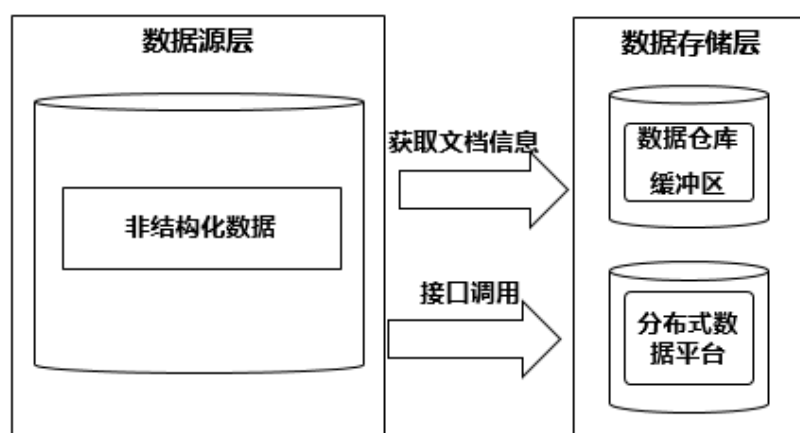 数据源层
非结构化数据
获取文档信息
接口调用
数据存储层
数据仓库
缓冲区
分布式数
据平台